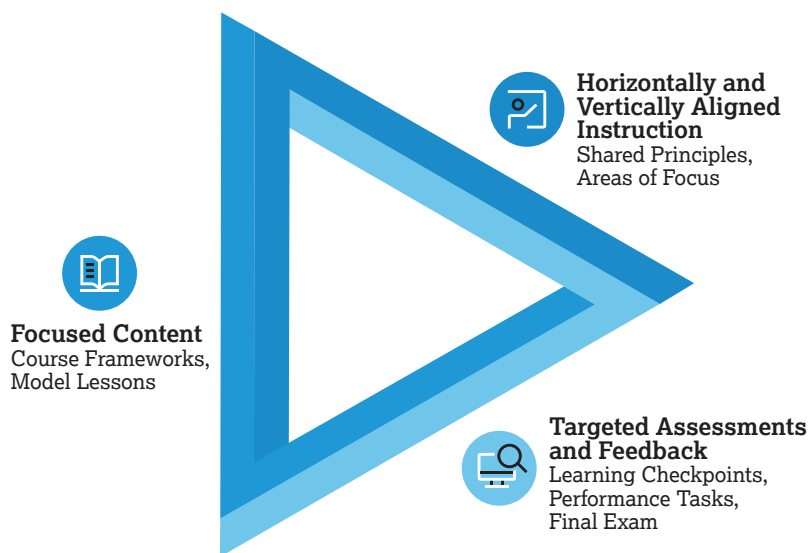 Horizontally and
Vertically Aligned
Instruction
Shared Principles,
Areas of Focus
Focused Content
Course Frameworks,
Model Lessons
Targeted Assessments
and Feedback
Learning Checkpoints,
Performance Tasks,
Final Exam